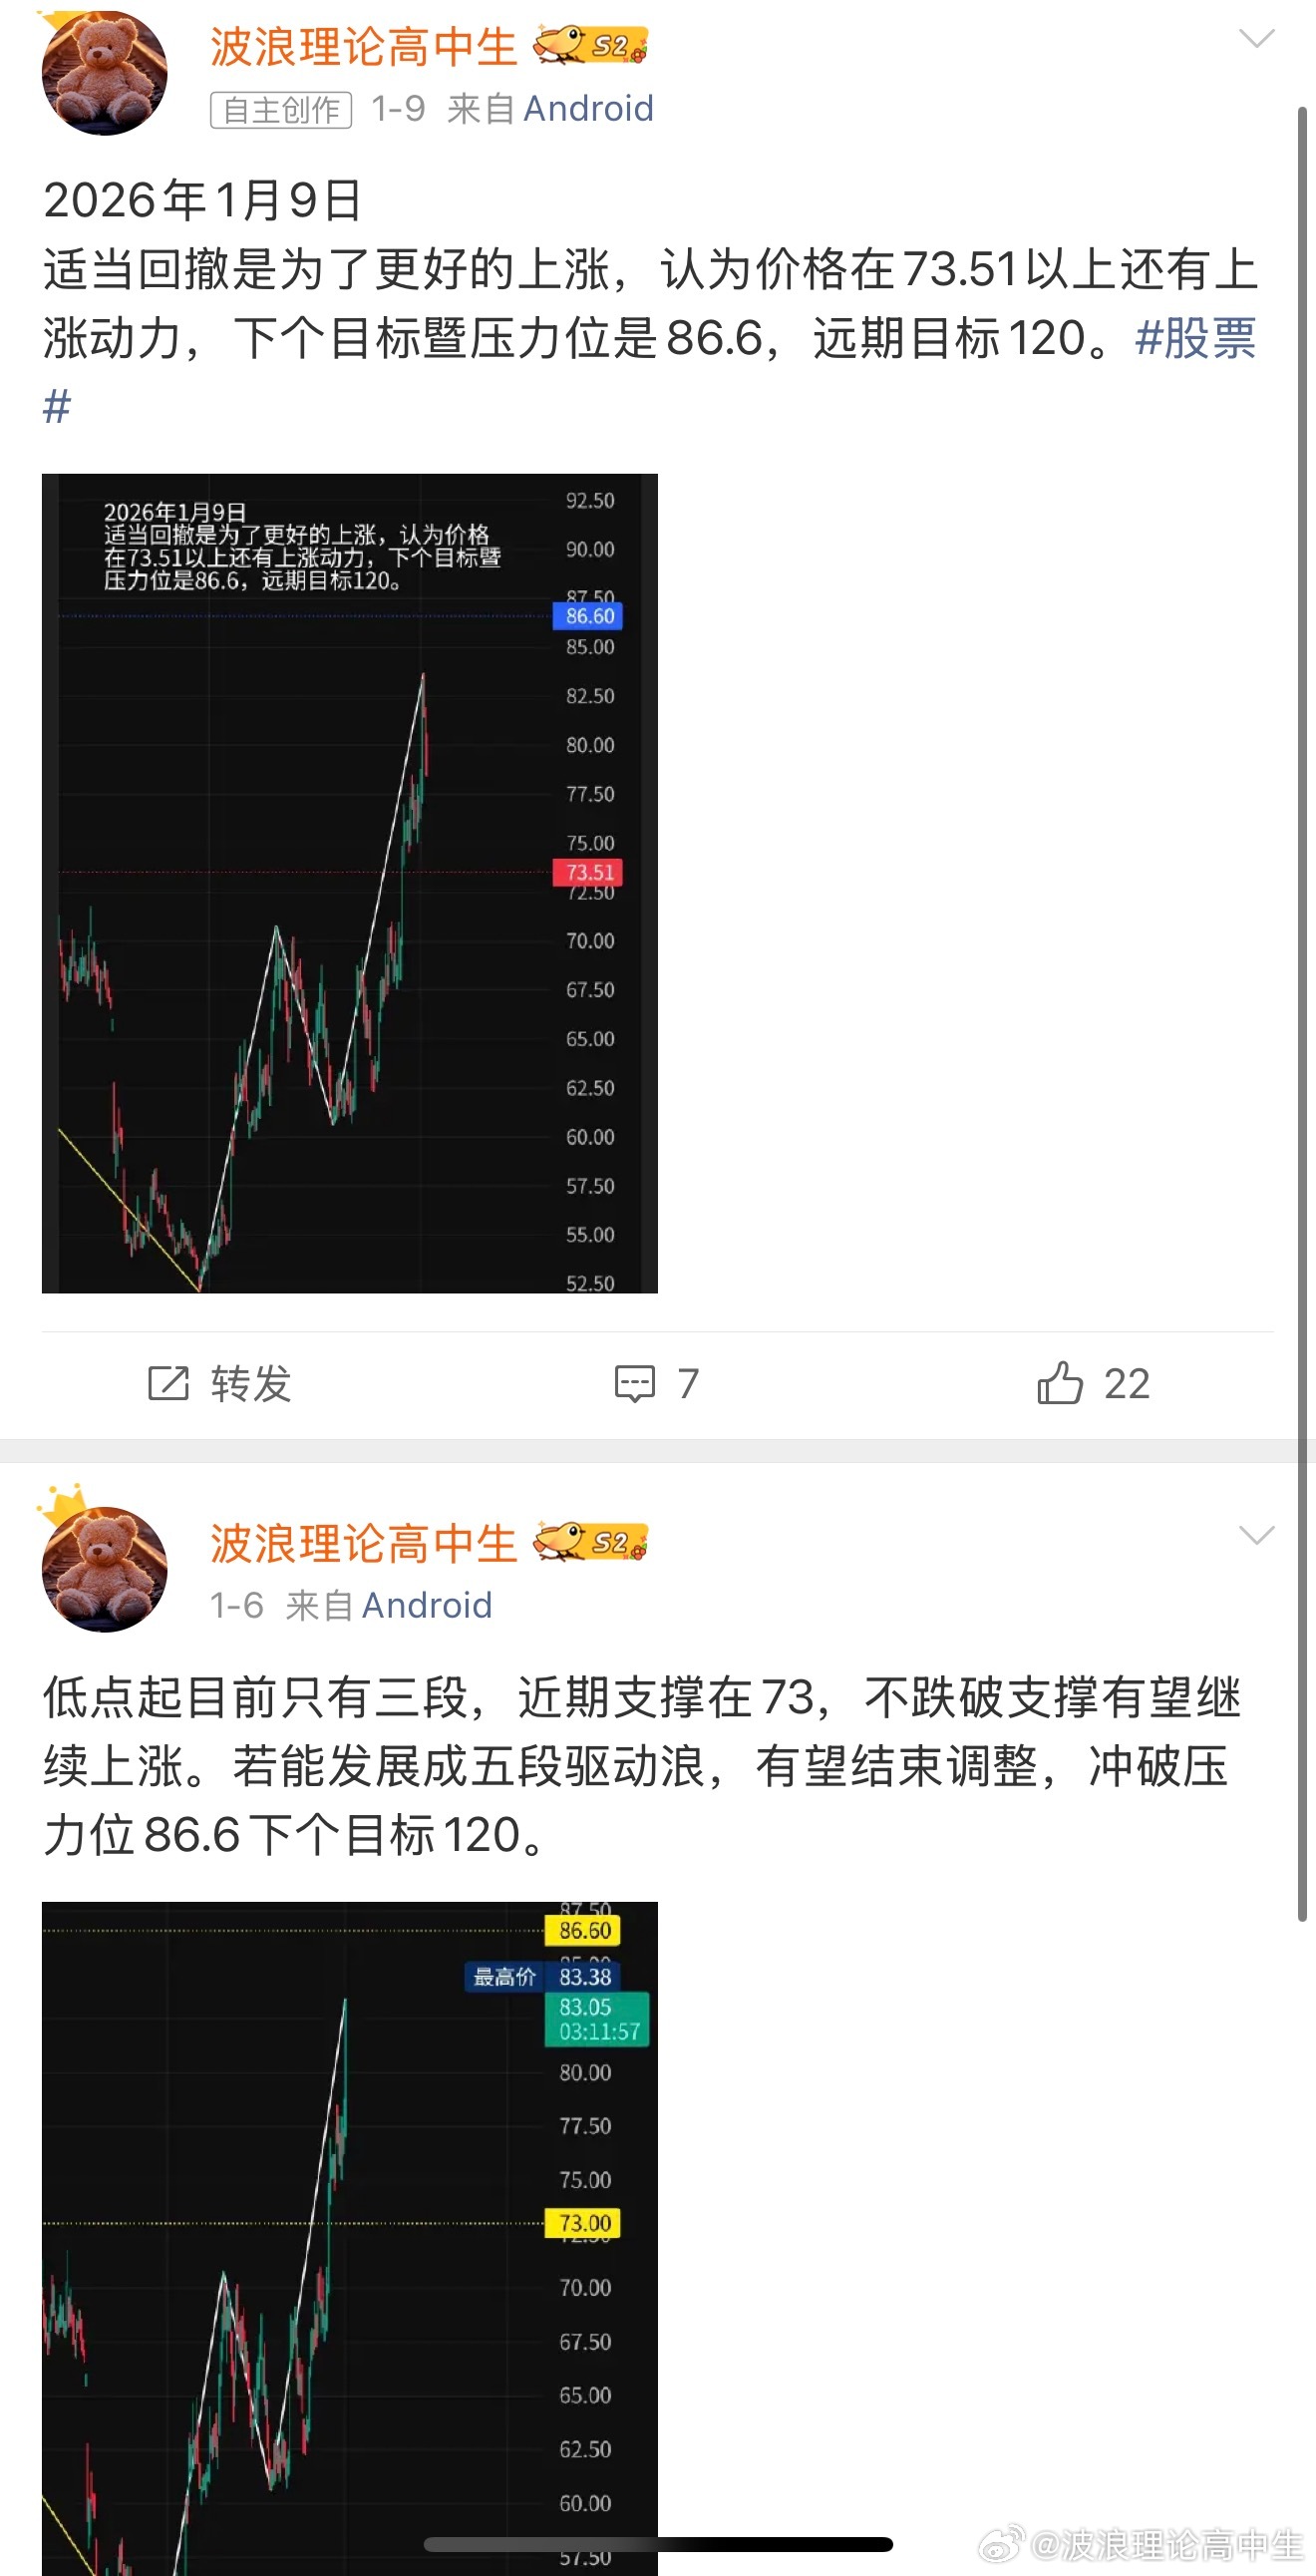 波浪理论高中生 S2
自主创作 1-9 来自 Android
2026年1月9日
适当回撤是为了更好的上涨，认为价格在73.51以上还有上
涨动力，下个目标暨压力位是86.6，远期目标120。#股票
#
2026年1月9日
适当回撤是为了更好的上涨，认为价格
在73.51以上还有上涨动力，下个目标暨
压力位是86.6，远期目标120。
92.50
90.00
87.50
86.60
85.00
82.50
80.00
77.50
75.00
73.51
72.50
70.00
67.50
65.00
62.50
60.00
57.50
55.00
52.50
转发 7 22
波浪理论高中生 S2
1-6 来自 Android
低点起目前只有三段，近期支撑在73，不跌破支撑有望继
续上涨。若能发展成五段驱动浪，有望结束调整，冲破压
力位86.6下个目标120。
87.50
86.60
85.00
最高价 83.38
83.05
03:11:57
80.00
77.50
75.00
73.00
72.50
70.00
67.50
65.00
62.50
60.00
57.50
@波浪理论高中生